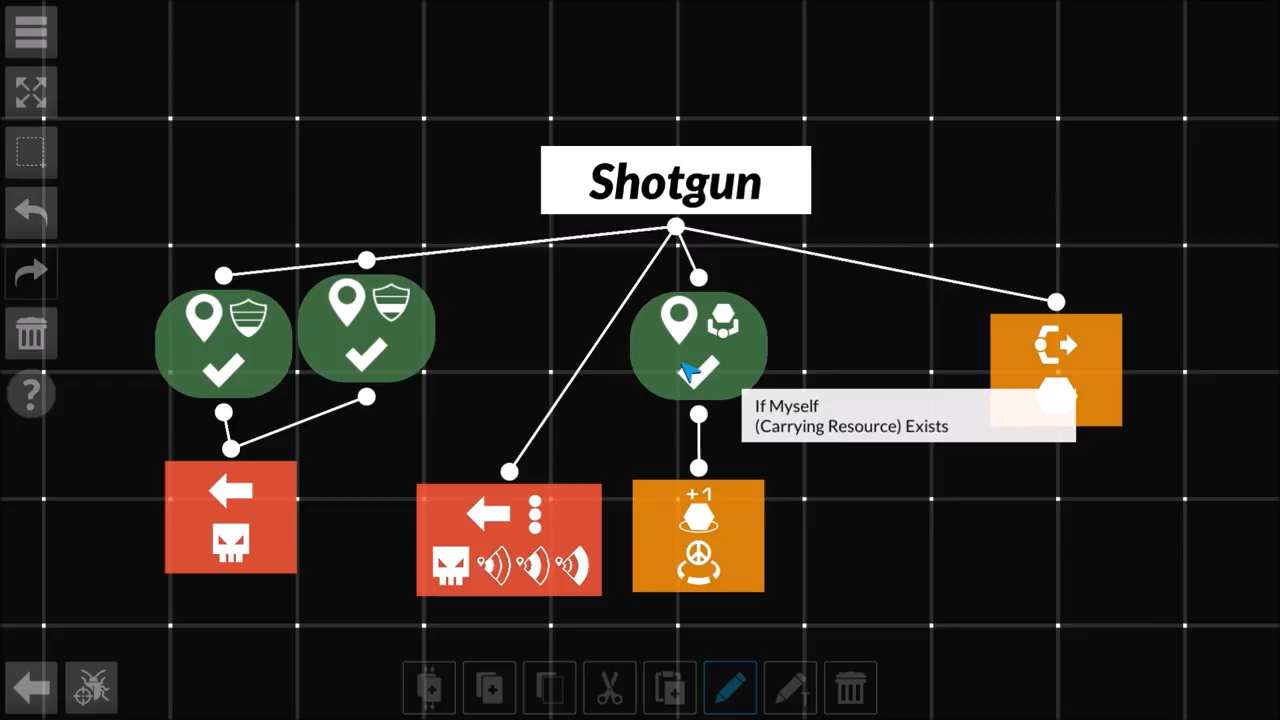 Shotgun
If Myself
(Carrying Resource) Exists
+1
?
T